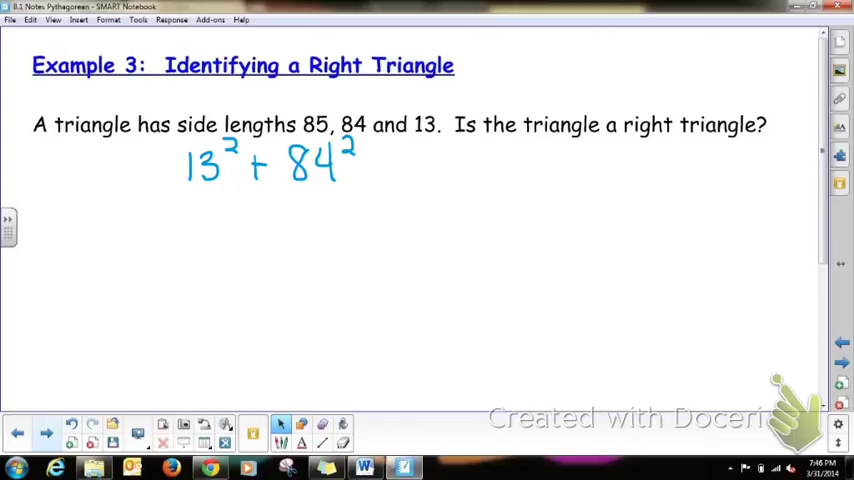 B.1 Notes Pythagorean - SMART Notebook
File Edit View Insert Format Tools Response Add-ons Help
Example 3: Identifying a Right Triangle
A triangle has side lengths 85, 84 and 13. Is the triangle a right triangle?
13² + 84²
Created with Doceri
7:46 PM
3/31/2014